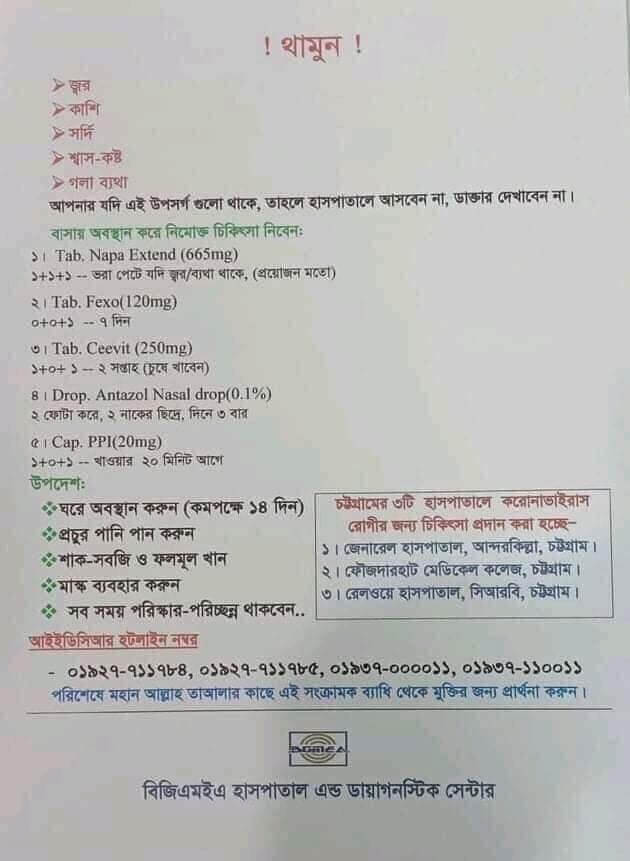 ! থামুন !
➢ জ্বর
➢ কাশি
➢ সর্দি
➢ শ্বাস-কষ্ট
➢ গলা ব্যথা
আপনার যদি এই উপসর্গ গুলো থাকে, তাহলে হাসপাতালে আসবেন না, ডাক্তার দেখাবেন না।
বাসায় অবস্থান করে নিমোক্ত চিকিৎসা নিবেন:
১। Tab. Napa Extend (665mg)
১+১+১ -- ভরা পেটে যদি জ্বর/ব্যথা থাকে, (প্রয়োজন মতো)
২। Tab. Fexo(120mg)
০+০+১ -- ৭ দিন
৩। Tab. Ceevit (250mg)
১+০+ ১ -- ২ সপ্তাহ (চুষে খাবেন)
৪। Drop. Antazol Nasal drop(0.1%)
২ ফোটা করে, ২ নাকের ছিদ্রে, দিনে ৩ বার
৫। Cap. PPI(20mg)
১+০+১ -- খাওয়ার ২০ মিনিট আগে
উপদেশ:
❖ঘরে অবস্থান করুন (কমপক্ষে ১৪ দিন)
❖প্রচুর পানি পান করুন
❖শাক-সবজি ও ফলমূল খান
❖মাস্ক ব্যবহার করুন
❖ সব সময় পরিস্কার-পরিচ্ছন্ন থাকবেন..
চট্টগ্রামের ৩টি হাসপাতালে করোনাভাইরাস
রোগীর জন্য চিকিৎসা প্রদান করা হচ্ছে–
১। জেনারেল হাসপাতাল, আন্দরকিল্লা, চট্টগ্রাম।
২। ফৌজদারহাট মেডিকেল কলেজ, চট্টগ্রাম।
৩। রেলওয়ে হাসপাতাল, সিআরবি, চট্টগ্রাম।
আইইডিসিআর হটলাইন নম্বর
- ০১৯২৭-৭১১৭৮৪, ০১৯২৭-৭১১৭৮৫, ০১৯৩৭-০০০০১১, ০১৯৩৭-১১০০১১
পরিশেষে মহান আল্লাহ তাআলার কাছে এই সংক্রামক ব্যাধি থেকে মুক্তির জন্য প্রার্থনা করুন।
BGMEA
বিজিএমইএ হাসপাতাল এন্ড ডায়াগনস্টিক সেন্টার